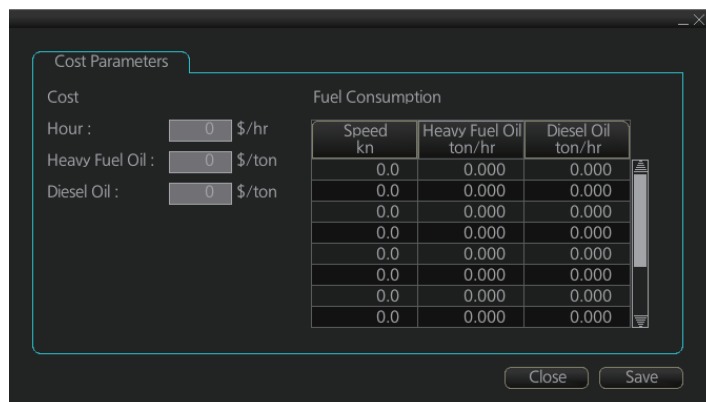 Cost Parameters
Cost
Hour : 0 $/hr
Heavy Fuel Oil : 0 $/ton
Diesel Oil : 0 $/ton
Fuel Consumption
Speed kn Heavy Fuel Oil ton/hr Diesel Oil ton/hr
0.0 0.000 0.000
0.0 0.000 0.000
0.0 0.000 0.000
0.0 0.000 0.000
0.0 0.000 0.000
0.0 0.000 0.000
0.0 0.000 0.000
0.0 0.000 0.000
Close Save